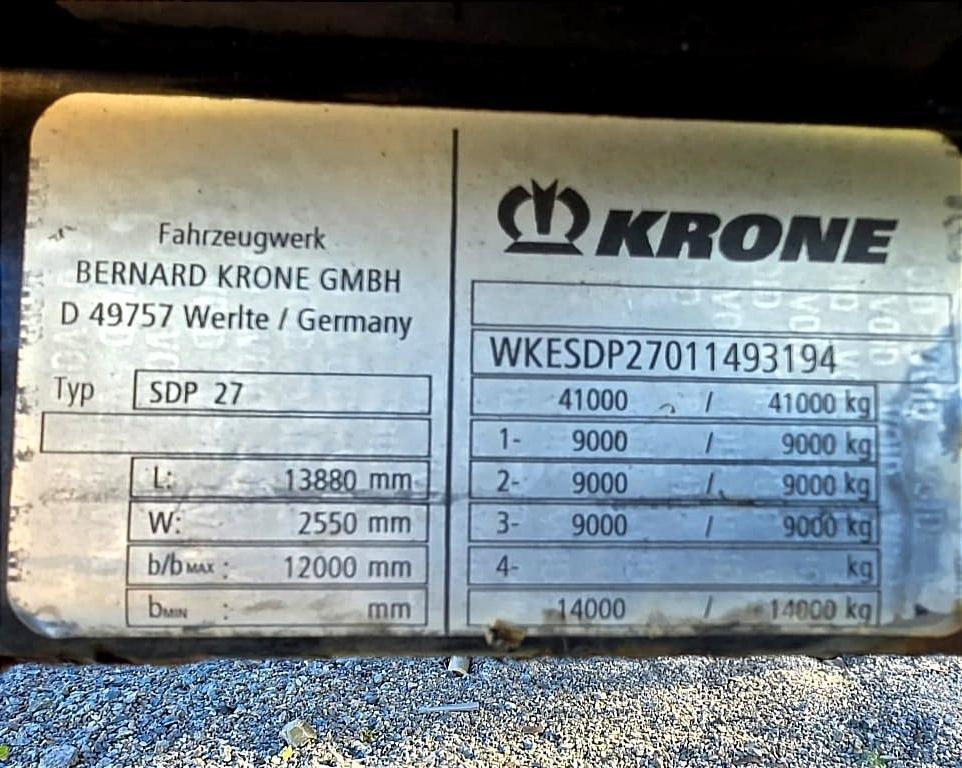 Fahrzeugwerk
BERNARD KRONE GMBH
D 49757 Werlte / Germany
Typ SDP 27
L: 13880 mm
W: 2550 mm
b/b MAX : 12000 mm
b MIN : mm
KRONE
WKESDP27011493194
41000 / 41000 kg
1- 9000 / 9000 kg
2- 9000 / 9000 kg
3- 9000 / 9000 kg
4- kg
14000 / 14000 kg